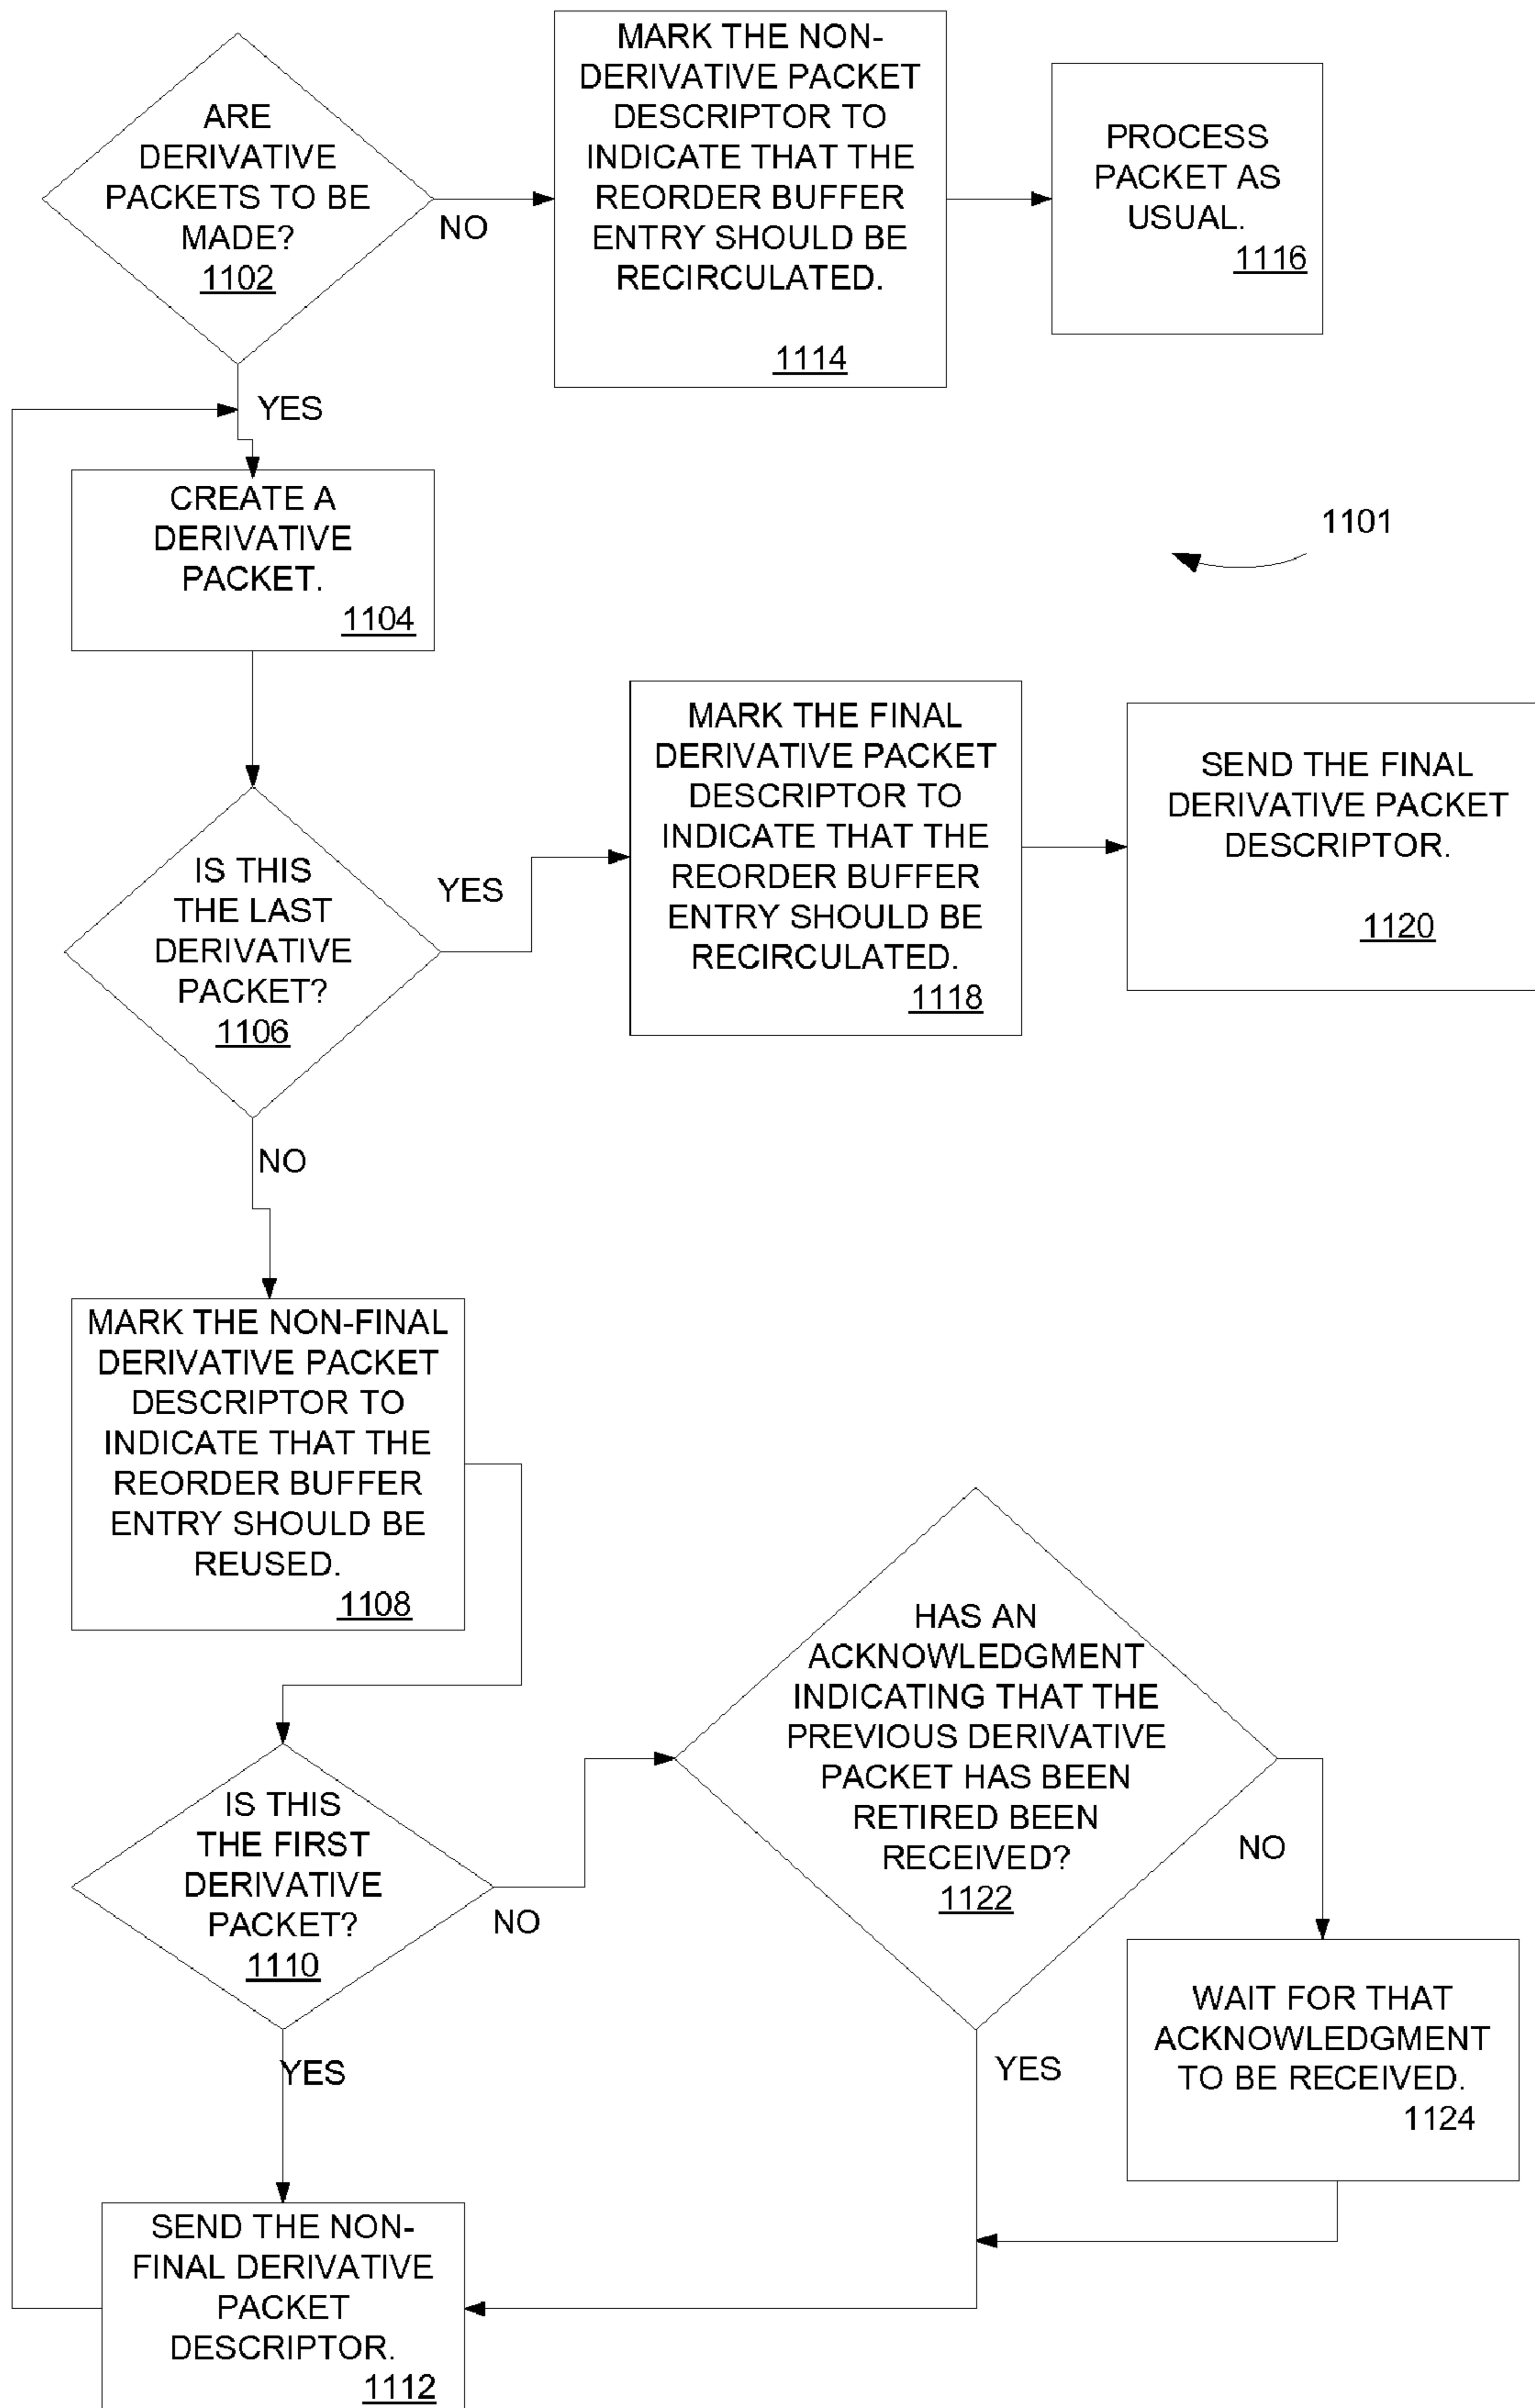 ARE
DERIVATIVE
PACKETS TO BE
MADE?
1102
NO
MARK THE NON-
DERIVATIVE PACKET
DESCRIPTOR TO
INDICATE THAT THE
REORDER BUFFER
ENTRY SHOULD BE
RECIRCULATED.
1114
PROCESS
PACKET AS
USUAL.
1116
YES
CREATE A
DERIVATIVE
PACKET.
1104
1101
IS THIS
THE LAST
DERIVATIVE
PACKET?
1106
YES
MARK THE FINAL
DERIVATIVE PACKET
DESCRIPTOR TO
INDICATE THAT THE
REORDER BUFFER
ENTRY SHOULD BE
RECIRCULATED.
1118
SEND THE FINAL
DERIVATIVE PACKET
DESCRIPTOR.
1120
NO
MARK THE NON-FINAL
DERIVATIVE PACKET
DESCRIPTOR TO
INDICATE THAT THE
REORDER BUFFER
ENTRY SHOULD BE
REUSED.
1108
IS THIS
THE FIRST
DERIVATIVE
PACKET?
1110
NO
HAS AN
ACKNOWLEDGMENT
INDICATING THAT THE
PREVIOUS DERIVATIVE
PACKET HAS BEEN
RETIRED BEEN
RECEIVED?
1122
NO
WAIT FOR THAT
ACKNOWLEDGMENT
TO BE RECEIVED.
1124
YES
YES
SEND THE NON-
FINAL DERIVATIVE
PACKET
DESCRIPTOR.
1112